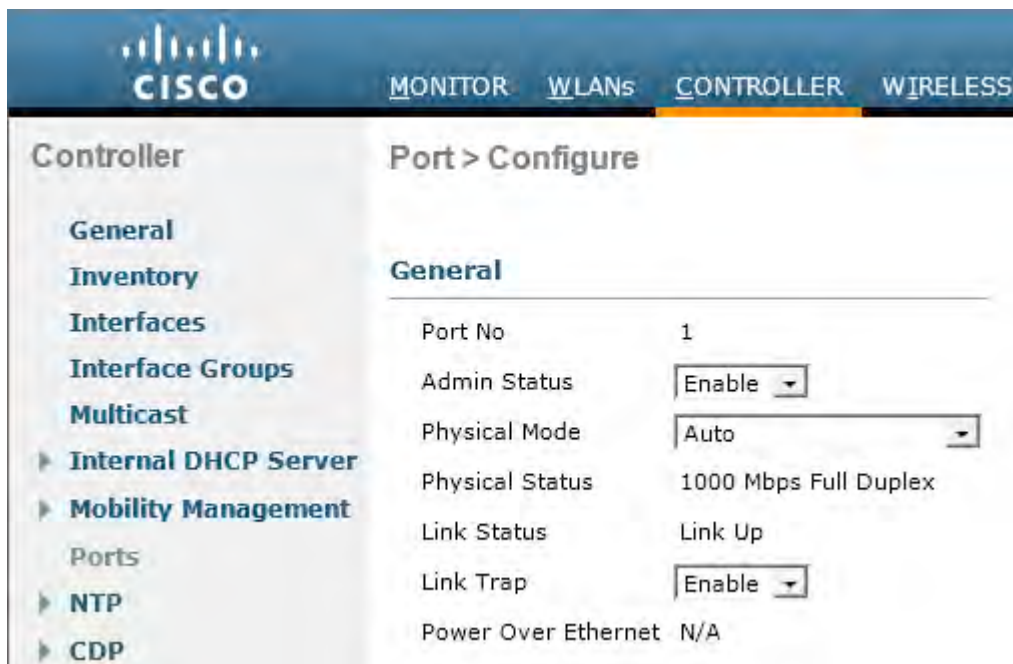 CISCO
MONITOR WLANs CONTROLLER WIRELESS
Controller
General
Inventory
Interfaces
Interface Groups
Multicast
Internal DHCP Server
Mobility Management
Ports
NTP
CDP
Port > Configure
General
Port No 1
Admin Status Enable
Physical Mode Auto
Physical Status 1000 Mbps Full Duplex
Link Status Link Up
Link Trap Enable
Power Over Ethernet N/A